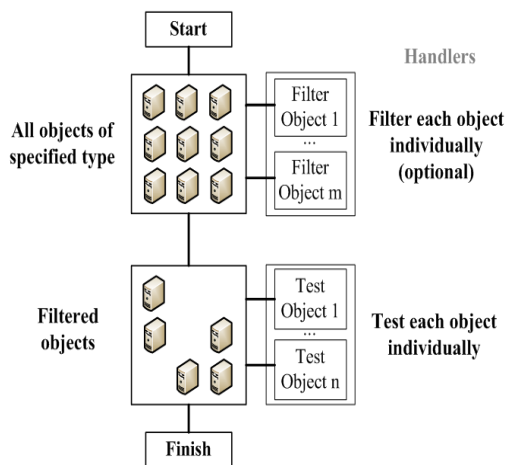 Start
Handlers
All objects of
specified type
Filter
Object 1
...
Filter
Object m
Filter each object
individually
(optional)
Filtered
objects
Test
Object 1
...
Test
Object n
Test each object
individually
Finish